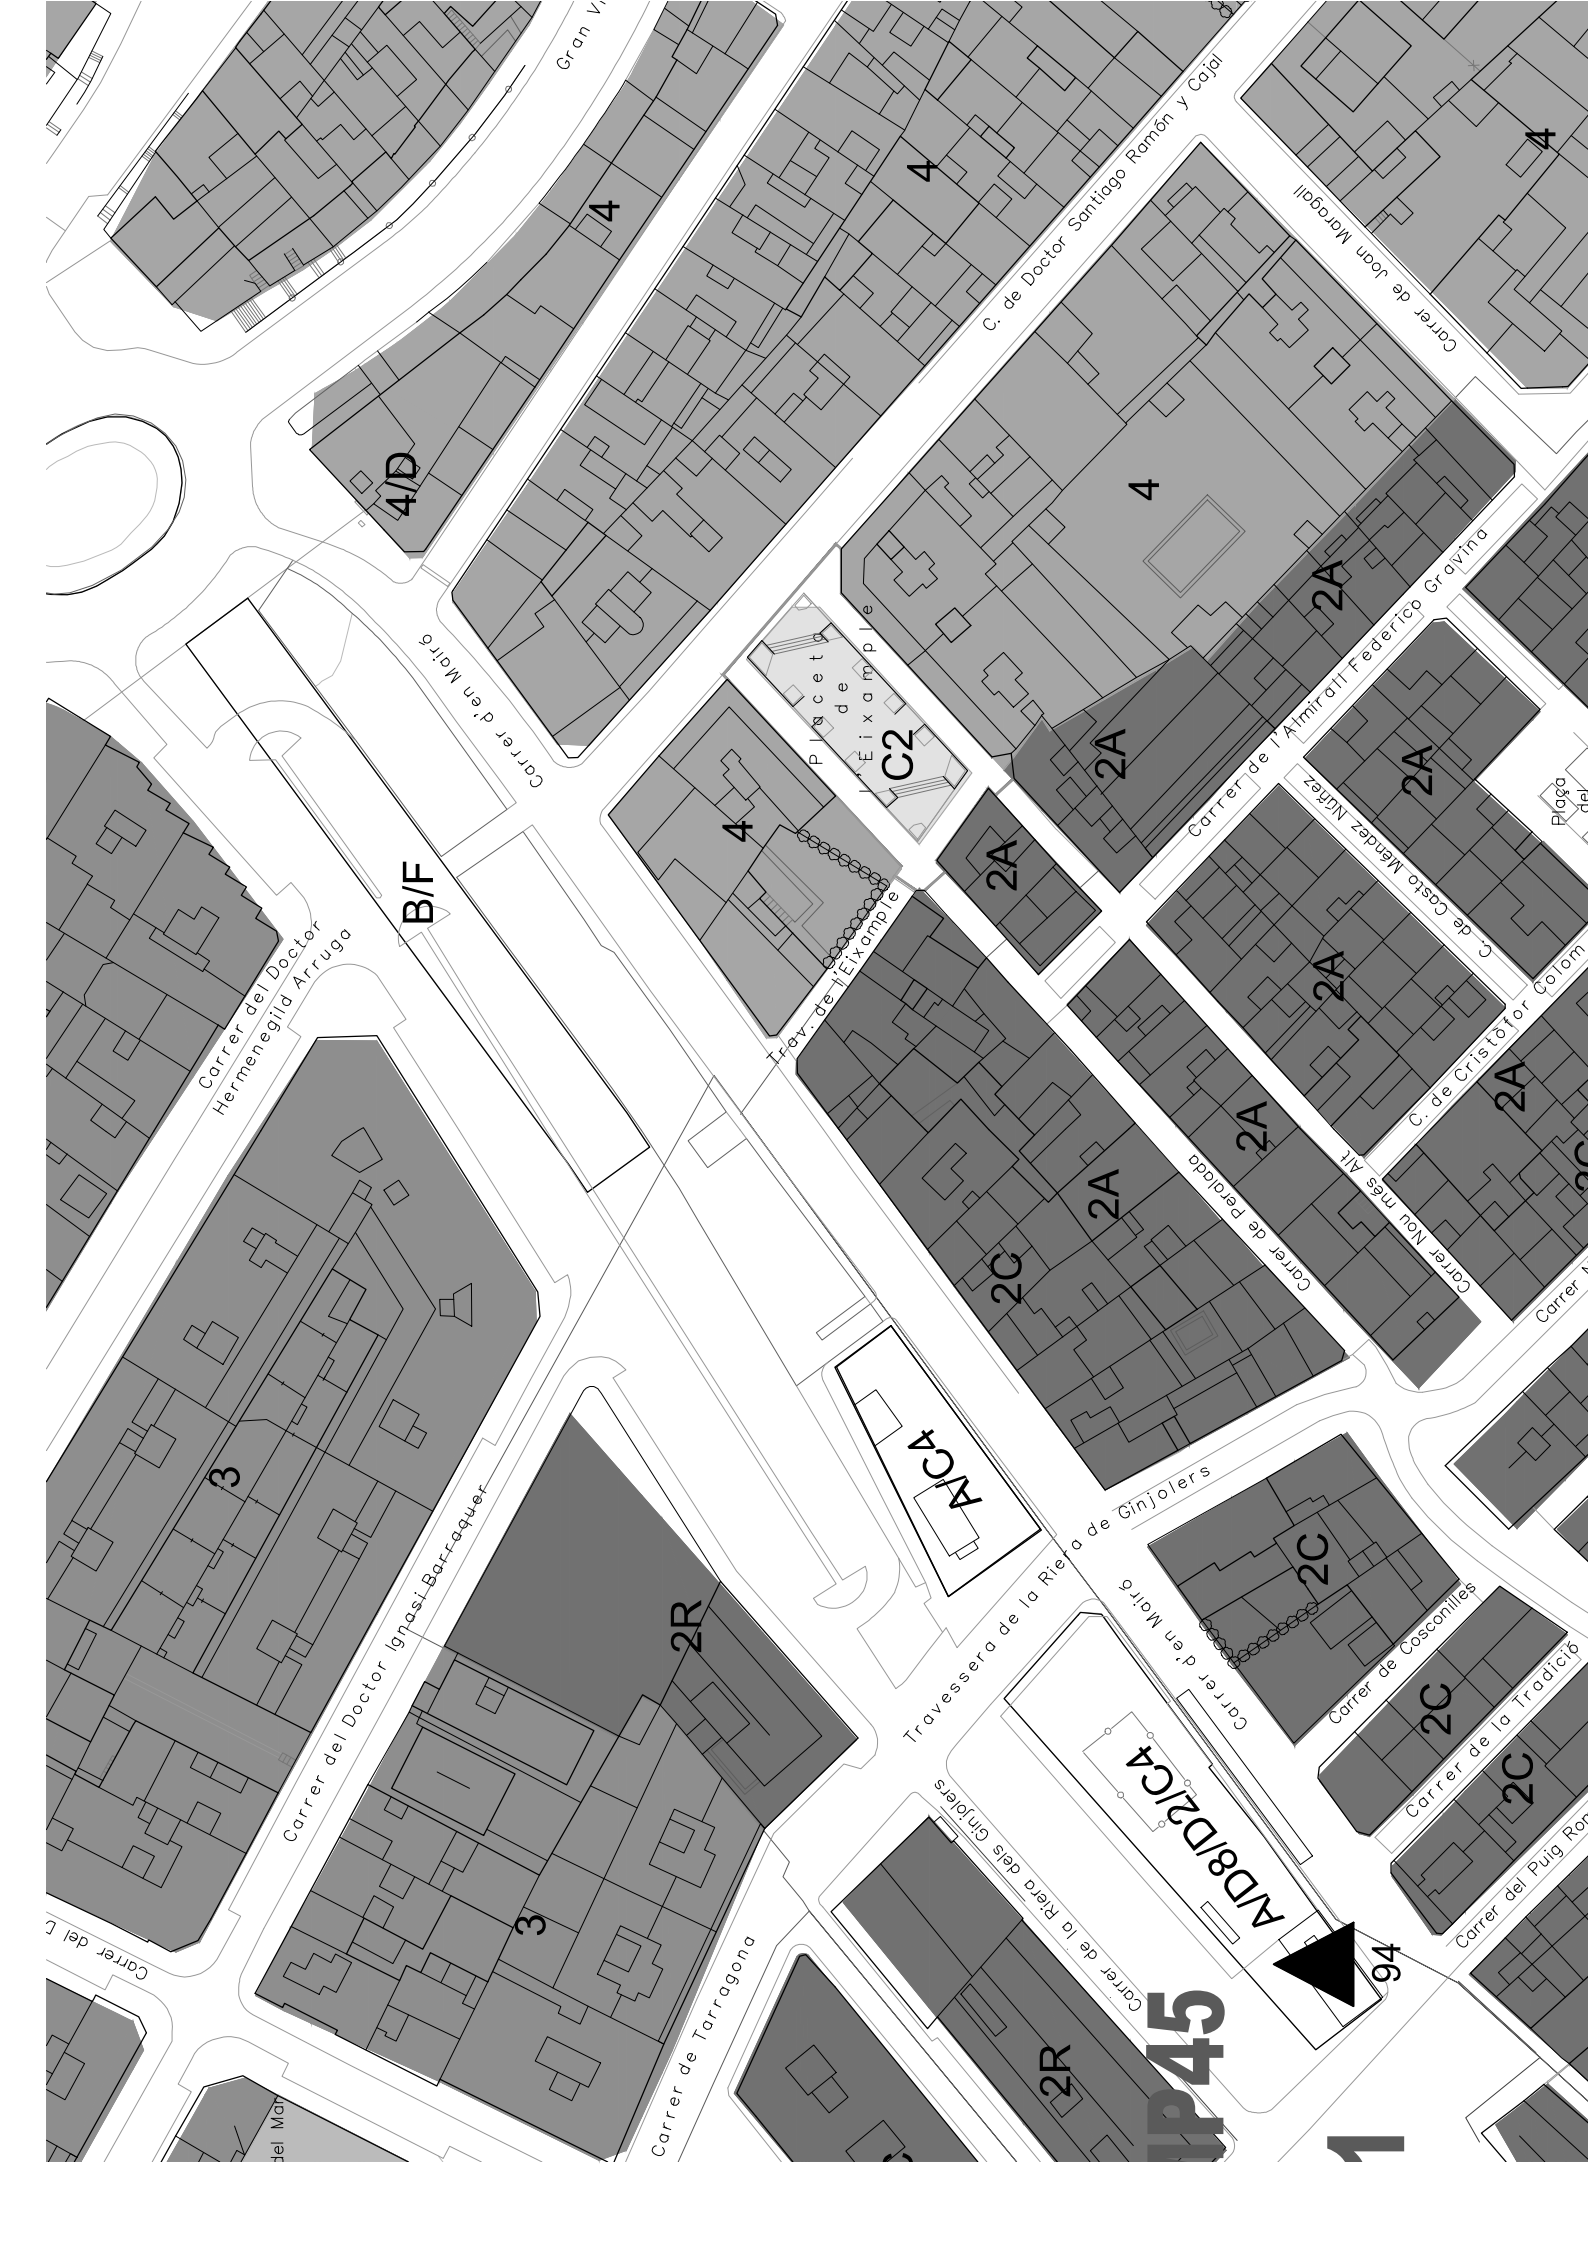 4
4
4
4/D
C. de Doctor Santiago Ramón y Cajal
Carrer de Joan Maragall
4
2A
Carrer d'en Mairó
Placeta
de
l'Eixample
C2
4
2A
Carrer de l'Almirall Federico Gravina
2A
C. de Casto Méndez Núñez
Plaça
del
B/F
Carrer del Doctor
Hermenegild Arruga
2A
Trav. de l'Eixample
2A
C. de Cristòfor Colom
2A
2A
2A
2C
Carrer de Peralada
Carrer Nou més Alt
3
Carrer del Doctor Ignasi Barraquer
A/C4
Travessera de la Riera de Ginjolers
2C
2R
Carrer d'en Mairó
Carrer de Cosconilles
2C
Carrer de la Tradició
2C
A/D8/D2/C4
Carrer de la Riera dels Ginjolers
3
Carrer de Tarragona
94
2R
P45
1